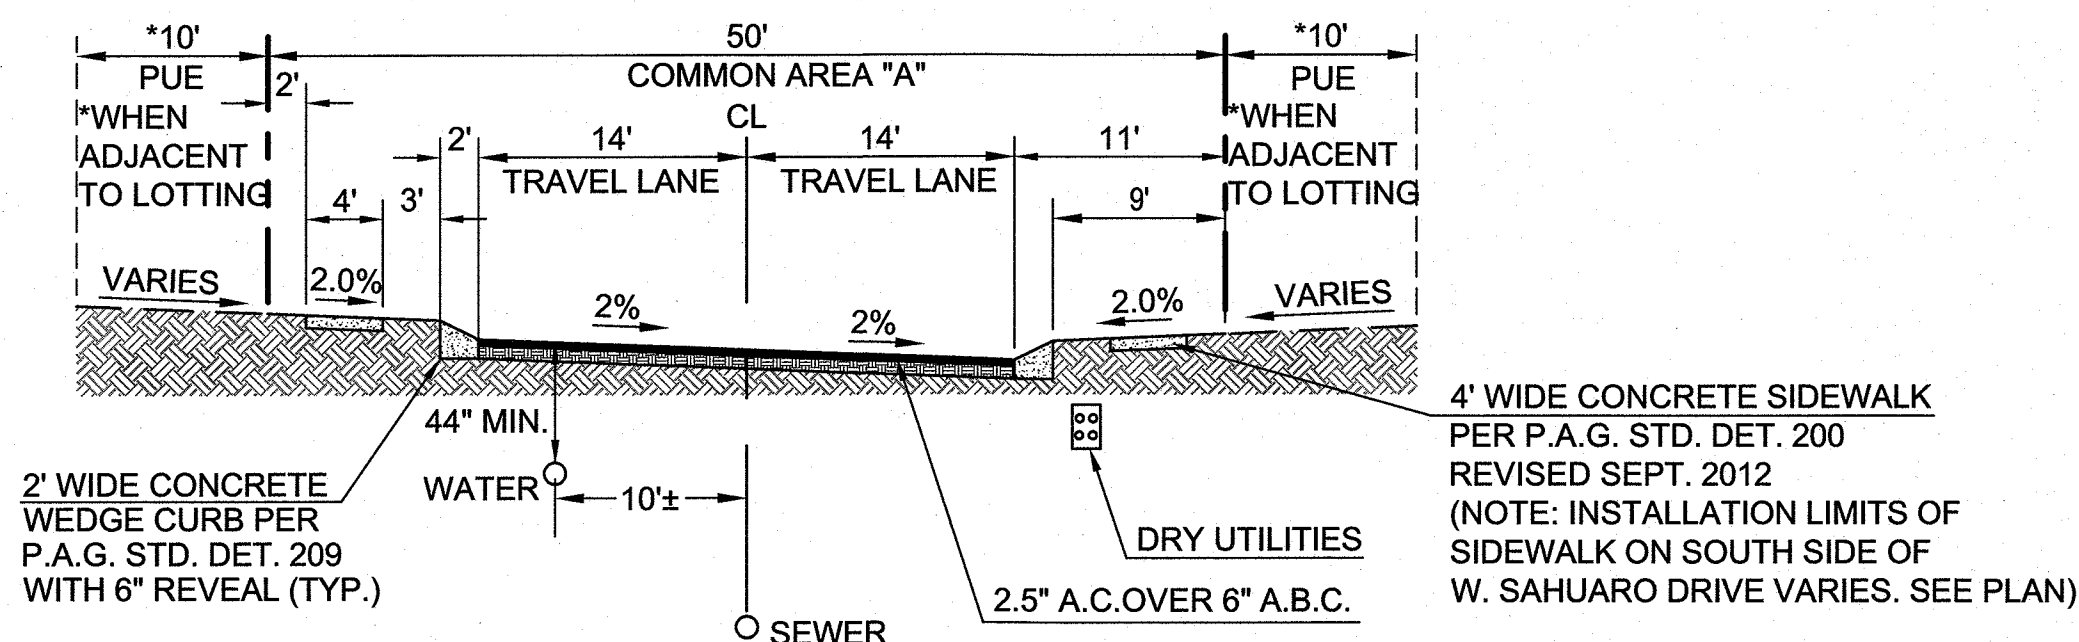 *10'
50'
*10'
PUE
COMMON AREA "A"
PUE
2'
*WHEN
ADJACENT
TO LOTTING
CL
*WHEN
ADJACENT
TO LOTTING
2'
14'
14'
11'
TRAVEL LANE
TRAVEL LANE
4'
3'
9'
VARIES
2.0%
2%
2%
2.0%
VARIES
44" MIN.
WATER
10'±
2' WIDE CONCRETE
WEDGE CURB PER
P.A.G. STD. DET. 209
WITH 6" REVEAL (TYP.)
SEWER
DRY UTILITIES
2.5" A.C.OVER 6" A.B.C.
4' WIDE CONCRETE SIDEWALK
PER P.A.G. STD. DET. 200
REVISED SEPT. 2012
(NOTE: INSTALLATION LIMITS OF
SIDEWALK ON SOUTH SIDE OF
W. SAHUARO DRIVE VARIES. SEE PLAN)